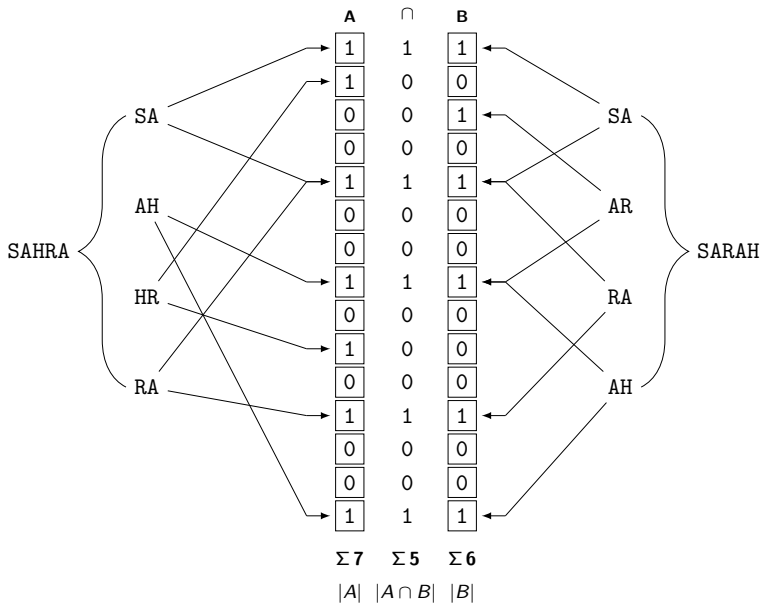 A ∩ B
1 1 1
1 0 0
SA 0 0 1 SA
0 0 0
1 1 1
AH 0 0 0 AR
SAHRA 0 0 0 SARAH
1 1 1
HR 0 0 0 RA
1 0 0
RA 0 0 0 AH
1 1 1
0 0 0
0 0 0
1 1 1
Σ 7 Σ 5 Σ 6
|A| |A ∩ B| |B|